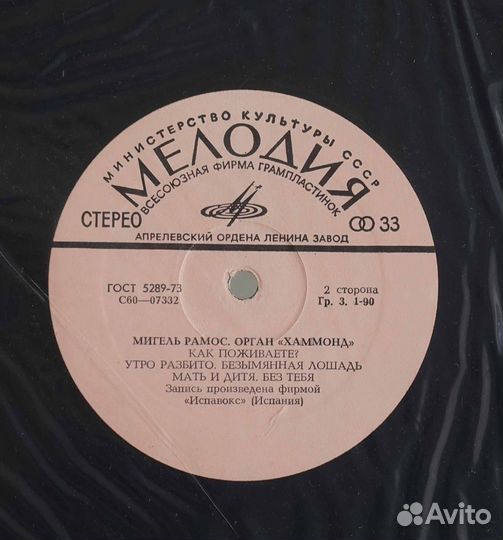 МИНИСТЕРСТВО КУЛЬТУРЫ СССР
МЕЛОДИЯ
ВСЕСОЮЗНАЯ ФИРМА ГРАМПЛАСТИНОК
СТЕРЕО
33
АПРЕЛЕВСКИЙ ОРДЕНА ЛЕНИНА ЗАВОД
ГОСТ 5289-73
С60—07332
2 сторона
Гр. 3. 1-90
МИГЕЛЬ РАМОС. ОРГАН «ХАММОНД»
КАК ПОЖИВАЕТЕ?
УТРО РАЗБИТО. БЕЗЫМЯННАЯ ЛОШАДЬ
МАТЬ И ДИТЯ. БЕЗ ТЕБЯ
Запись произведена фирмой
«Испавокс» (Испания)
Avito